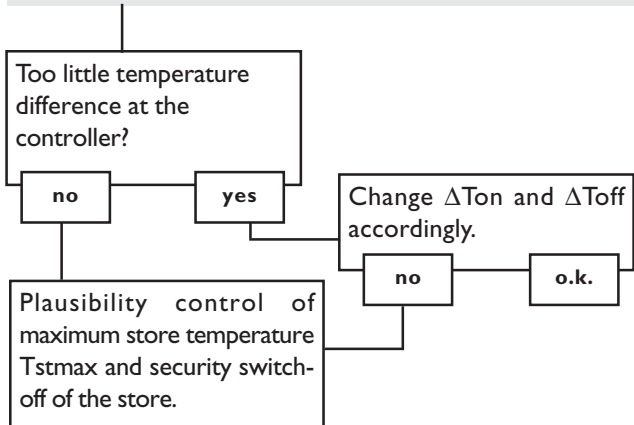 Too little temperature
difference at the
controller?
no
yes
Change ΔTon and ΔToff
accordingly.
no
o.k.
Plausibility control of
maximum store temperature
Tstmax and security switch-
off of the store.